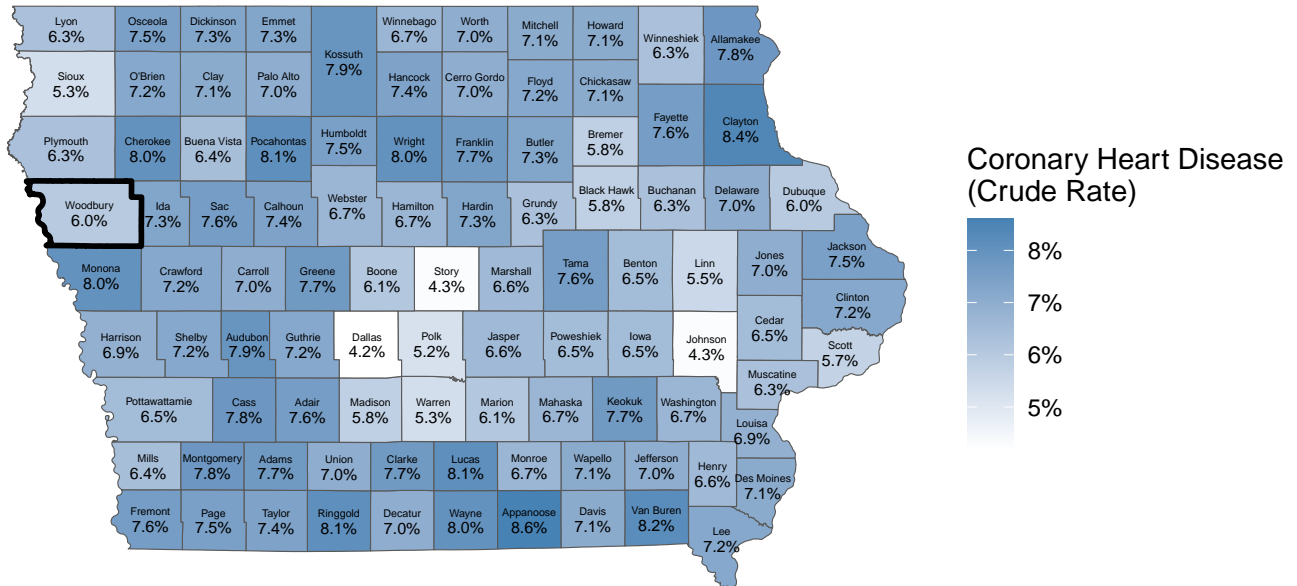 Lyon
6.3%
Osceola
7.5%
Dickinson
7.3%
Emmet
7.3%
Kossuth
7.9%
Winnebago
6.7%
Worth
7.0%
Mitchell
7.1%
Howard
7.1%
Winneshiek
6.3%
Allamakee
7.8%
Sioux
5.3%
O'Brien
7.2%
Clay
7.1%
Palo Alto
7.0%
Hancock
7.4%
Cerro Gordo
7.0%
Floyd
7.2%
Chickasaw
7.1%
Fayette
7.6%
Clayton
8.4%
Plymouth
6.3%
Cherokee
8.0%
Buena Vista
6.4%
Pocahontas
8.1%
Humboldt
7.5%
Wright
8.0%
Franklin
7.7%
Butler
7.3%
Bremer
5.8%
Woodbury
6.0%
Ida
7.3%
Sac
7.6%
Calhoun
7.4%
Webster
6.7%
Hamilton
6.7%
Hardin
7.3%
Grundy
6.3%
Black Hawk
5.8%
Buchanan
6.3%
Delaware
7.0%
Dubuque
6.0%
Monona
8.0%
Crawford
7.2%
Carroll
7.0%
Greene
7.7%
Boone
6.1%
Story
4.3%
Marshall
6.6%
Tama
7.6%
Benton
6.5%
Linn
5.5%
Jones
7.0%
Jackson
7.5%
Clinton
7.2%
Harrison
6.9%
Shelby
7.2%
Audubon
7.9%
Guthrie
7.2%
Dallas
4.2%
Polk
5.2%
Jasper
6.6%
Poweshiek
6.5%
Iowa
6.5%
Johnson
4.3%
Cedar
6.5%
Scott
5.7%
Muscatine
6.3%
Pottawattamie
6.5%
Cass
7.8%
Adair
7.6%
Madison
5.8%
Warren
5.3%
Marion
6.1%
Mahaska
6.7%
Keokuk
7.7%
Washington
6.7%
Louisa
6.9%
Mills
6.4%
Montgomery
7.8%
Adams
7.7%
Union
7.0%
Clarke
7.7%
Lucas
8.1%
Monroe
6.7%
Wapello
7.1%
Jefferson
7.0%
Henry
6.6%
Des Moines
7.1%
Fremont
7.6%
Page
7.5%
Taylor
7.4%
Ringgold
8.1%
Decatur
7.0%
Wayne
8.0%
Appanoose
8.6%
Davis
7.1%
Van Buren
8.2%
Lee
7.2%
Coronary Heart Disease
(Crude Rate)
8%
7%
6%
5%